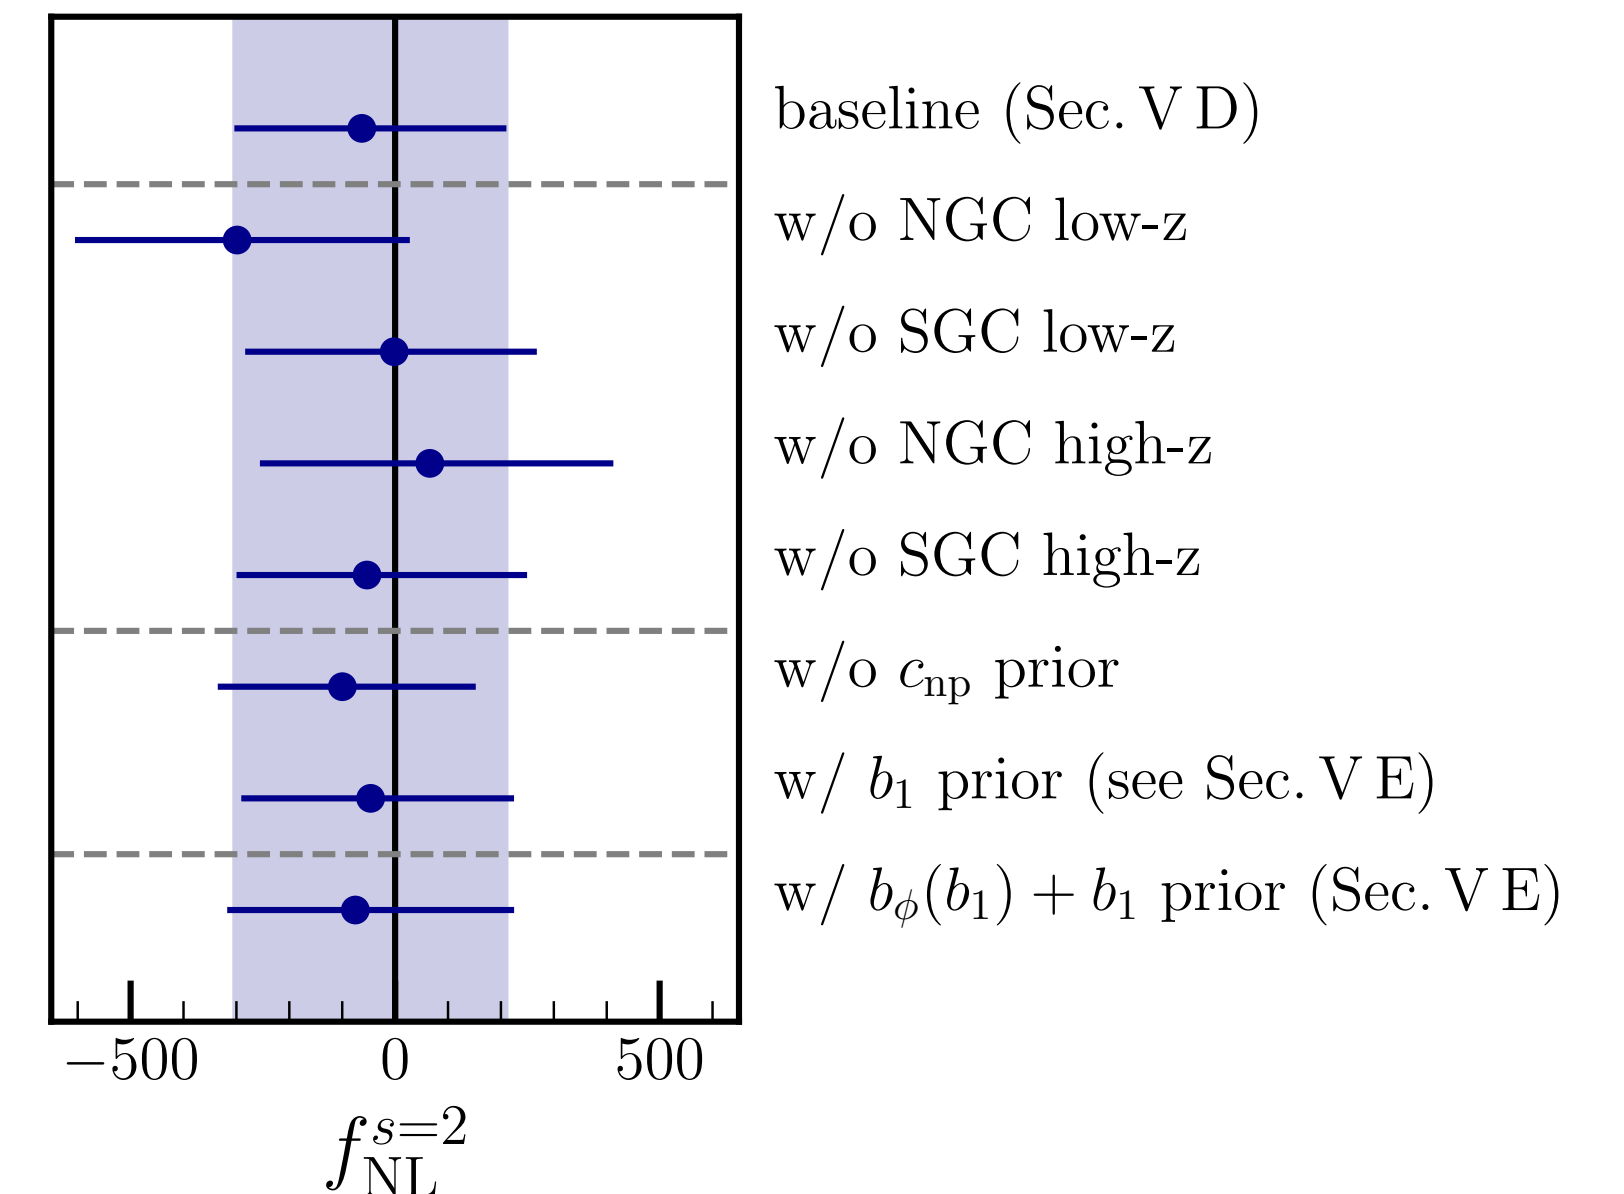 baseline (Sec. V D)
w/o NGC low-z
w/o SGC low-z
w/o NGC high-z
w/o SGC high-z
w/o c_np prior
w/ b_1 prior (see Sec. V E)
w/ b_ϕ(b_1) + b_1 prior (Sec. V E)
−500 0 500
f_NL^{s=2}